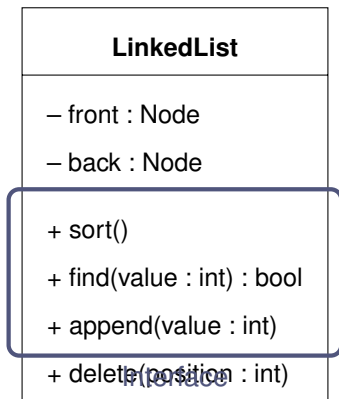 LinkedList
– front : Node
– back : Node
+ sort()
+ find(value : int) : bool
+ append(value : int)
+ delete(position : int)
Interface